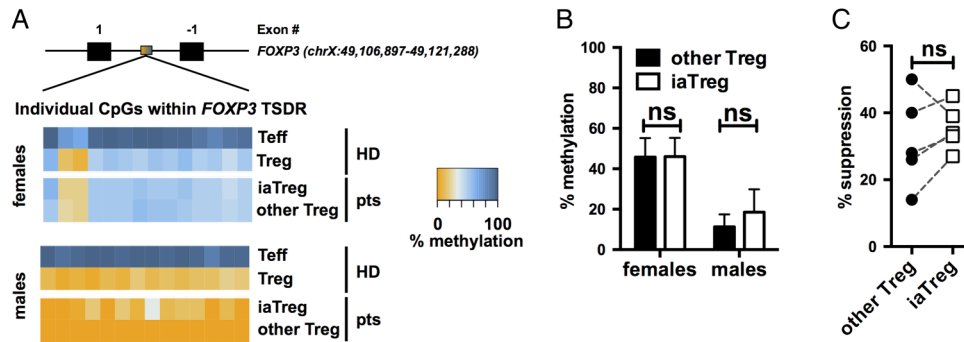 A
1 -1 Exon #
FOXP3 (chrX:49,106,897-49,121,288)
Individual CpGs within FOXP3 TSDR
females
Teff
Treg
HD
iaTreg
other Treg
pts
males
Teff
Treg
HD
iaTreg
other Treg
pts
0 100
% methylation
B
other Treg
iaTreg
% methylation
100
80
60
40
20
0
ns ns
females males
C
ns
% suppression
60
40
20
0
other Treg
iaTreg